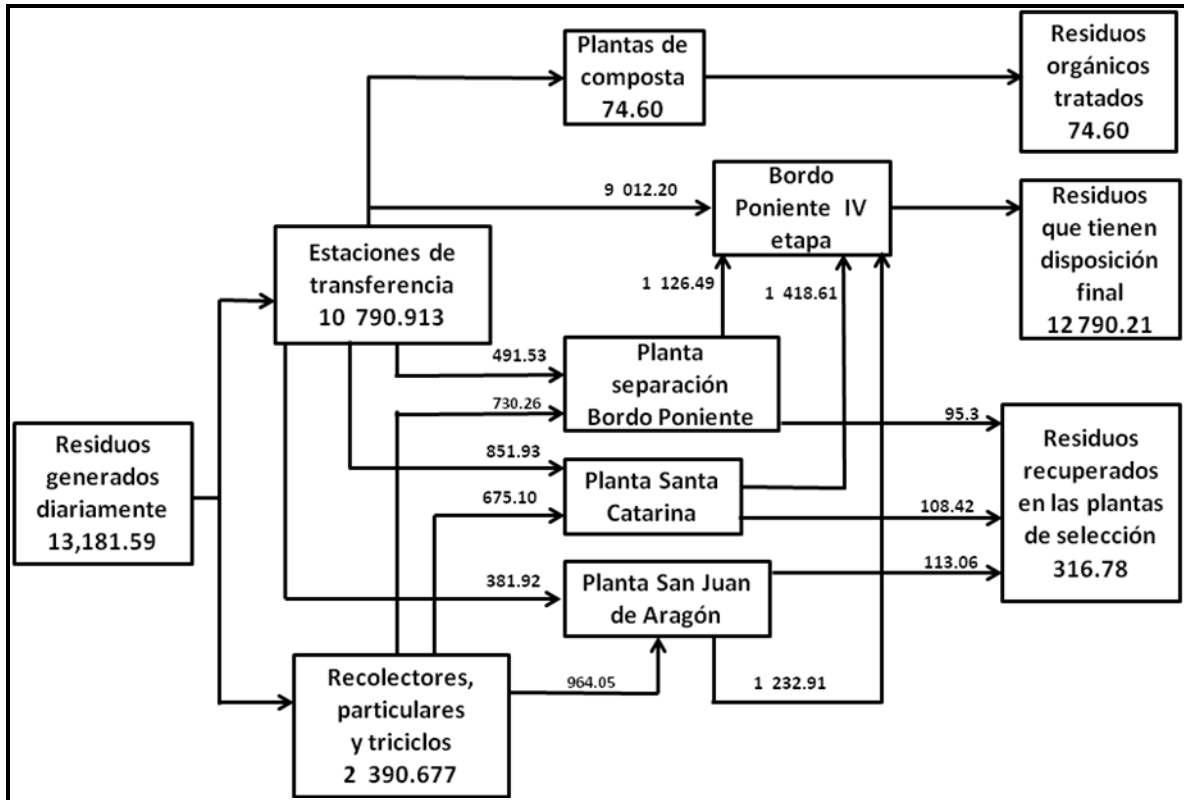 Plantas de
composta
74.60
Residuos
orgánicos
tratados
74.60
9 012.20
Bordo
Poniente IV
etapa
Residuos
que tienen
disposición
final
12 790.21
Estaciones de
transferencia
10 790.913
1 126.49
1 418.61
491.53
730.26
Planta
separación
Bordo Poniente
95.3
Residuos
generados
diariamente
13,181.59
851.93
675.10
Planta Santa
Catarina
108.42
Residuos
recuperados
en las plantas
de selección
316.78
381.92
Planta San Juan
de Aragón
113.06
Recolectores,
particulares
y triciclos
2 390.677
964.05
1 232.91